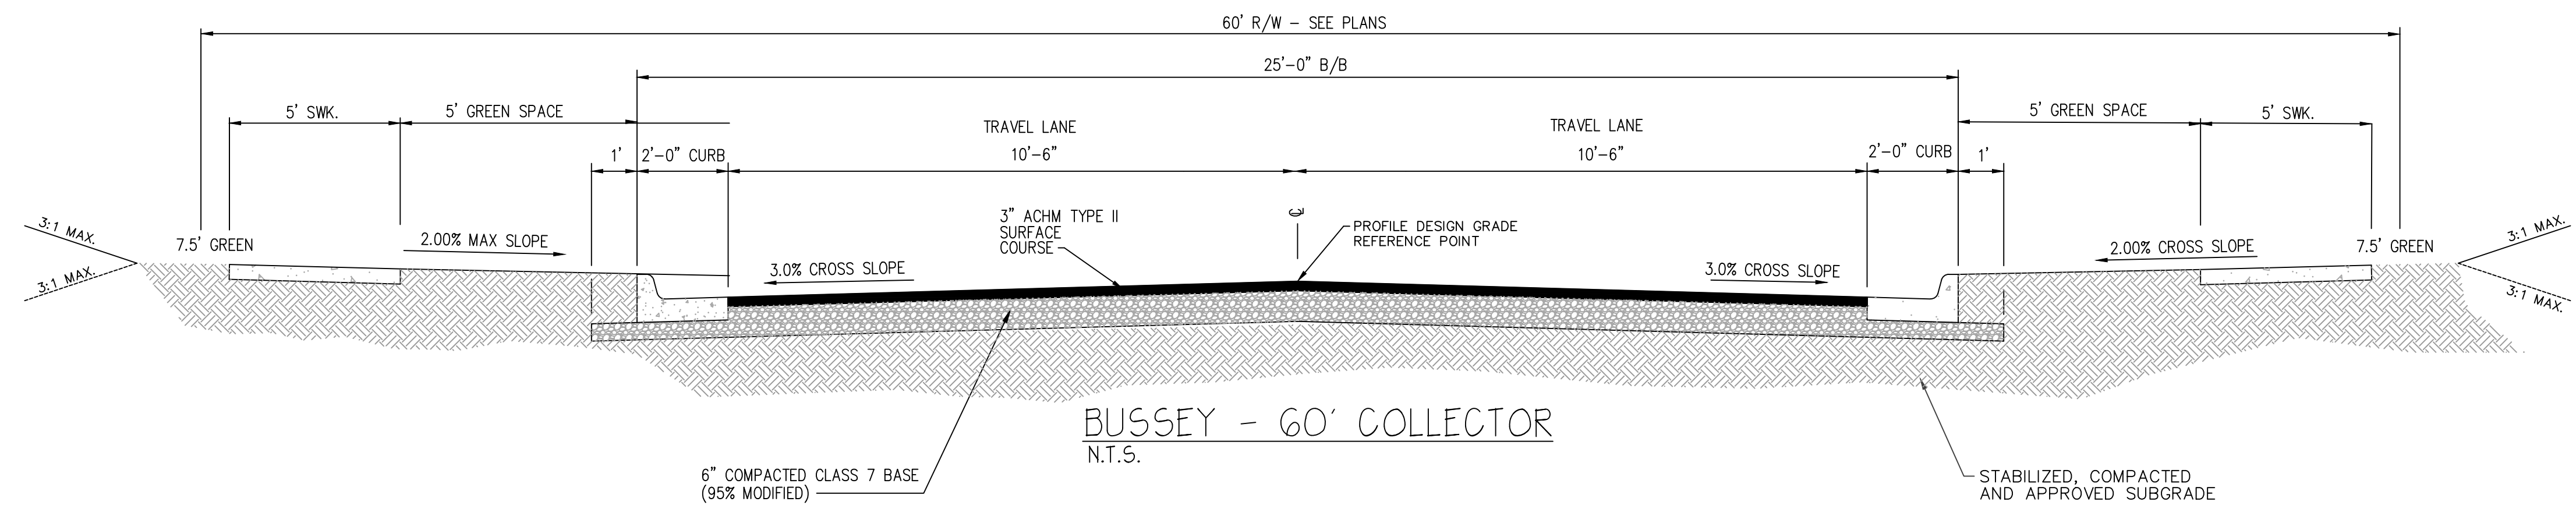 60' R/W - SEE PLANS
25'-0" B/B
5' SWK.
5' GREEN SPACE
TRAVEL LANE
TRAVEL LANE
5' GREEN SPACE
5' SWK.
1'
2'-0" CURB
10'-6"
10'-6"
2'-0" CURB
1'
3:1 MAX.
3:1 MAX.
7.5' GREEN
2.00% MAX SLOPE
3.0% CROSS SLOPE
3" ACHM TYPE II
SURFACE
COURSE
℄
PROFILE DESIGN GRADE
REFERENCE POINT
3.0% CROSS SLOPE
2.00% CROSS SLOPE
7.5' GREEN
3:1 MAX.
3:1 MAX.
BUSSEY - 60' COLLECTOR
N.T.S.
6" COMPACTED CLASS 7 BASE
(95% MODIFIED)
STABILIZED, COMPACTED
AND APPROVED SUBGRADE